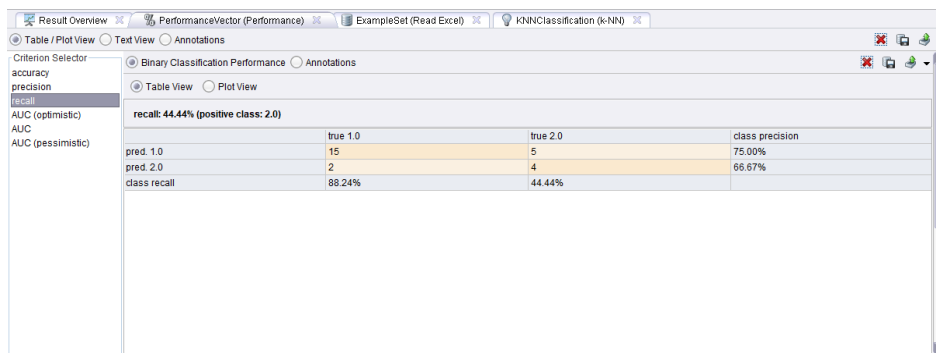 Result Overview PerformanceVector (Performance) ExampleSet (Read Excel) KNNClassification (k-NN)
Table / Plot View Text View Annotations
Criterion Selector
accuracy
precision
recall
AUC (optimistic)
AUC
AUC (pessimistic)
Binary Classification Performance Annotations
Table View Plot View
recall: 44.44% (positive class: 2.0)
true 1.0 true 2.0 class precision
pred. 1.0 15 5 75.00%
pred. 2.0 2 4 66.67%
class recall 88.24% 44.44%